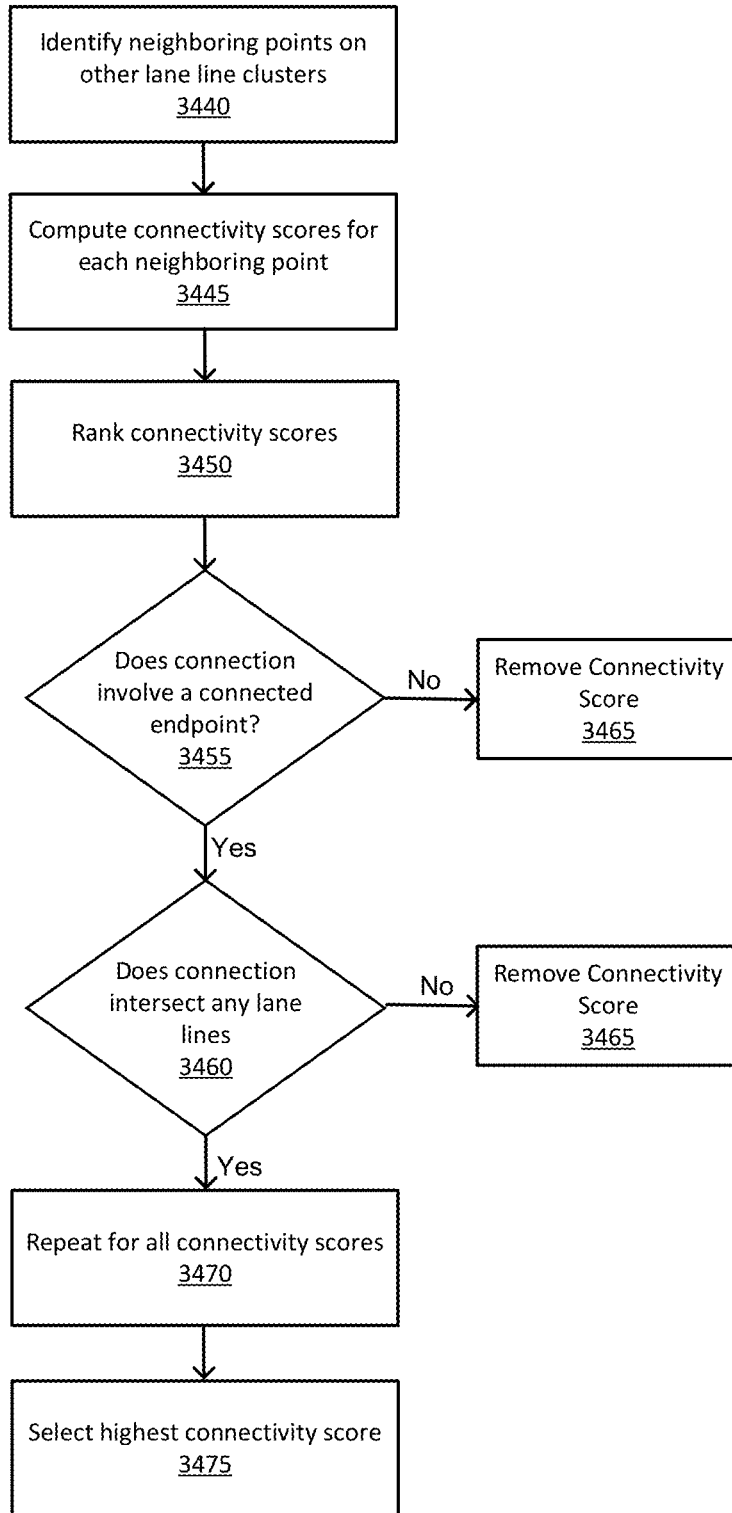 Identify neighboring points on
other lane line clusters
3440
Compute connectivity scores for
each neighboring point
3445
Rank connectivity scores
3450
Does connection
involve a connected
endpoint?
3455
No
Remove Connectivity
Score
3465
Yes
Does connection
intersect any lane
lines
3460
No
Remove Connectivity
Score
3465
Yes
Repeat for all connectivity scores
3470
Select highest connectivity score
3475